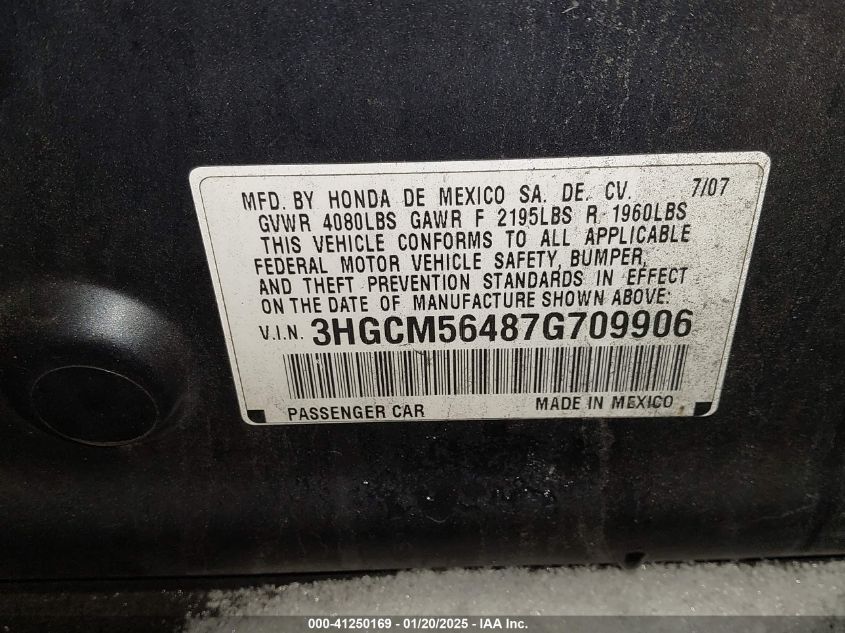 MFD. BY HONDA DE MEXICO SA. DE. CV. 7/07
GVWR 4080LBS GAWR F 2195LBS R 1960LBS
THIS VEHICLE CONFORMS TO ALL APPLICABLE
FEDERAL MOTOR VEHICLE SAFETY, BUMPER,
AND THEFT PREVENTION STANDARDS IN EFFECT
ON THE DATE OF MANUFACTURE SHOWN ABOVE:
V.I.N. 3HGCM56487G709906
PASSENGER CAR MADE IN MEXICO
000-41250169 - 01/20/2025 - IAA Inc.